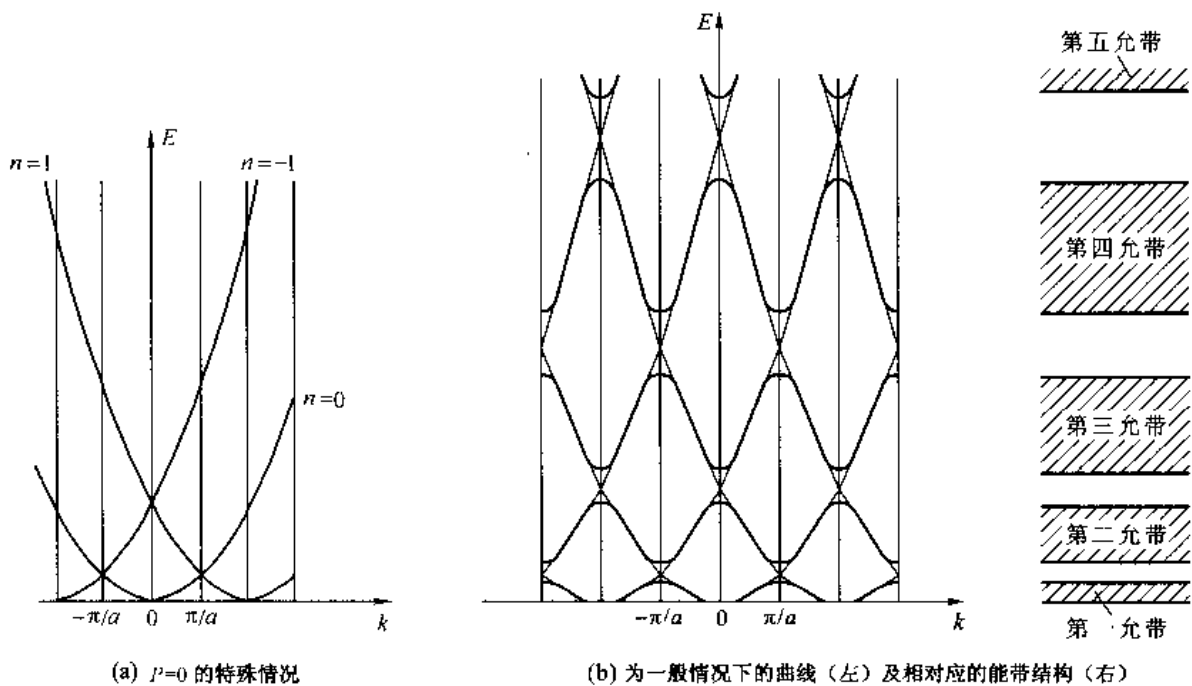 E
n=1
n=-1
n=0
-π/a
0
π/a
k
(a) P=0 的特殊情况
E
-π/a
0
π/a
k
第五允带
第四允带
第三允带
第二允带
第一允带
(b) 为一般情况下的曲线（左）及相对应的能带结构（右）